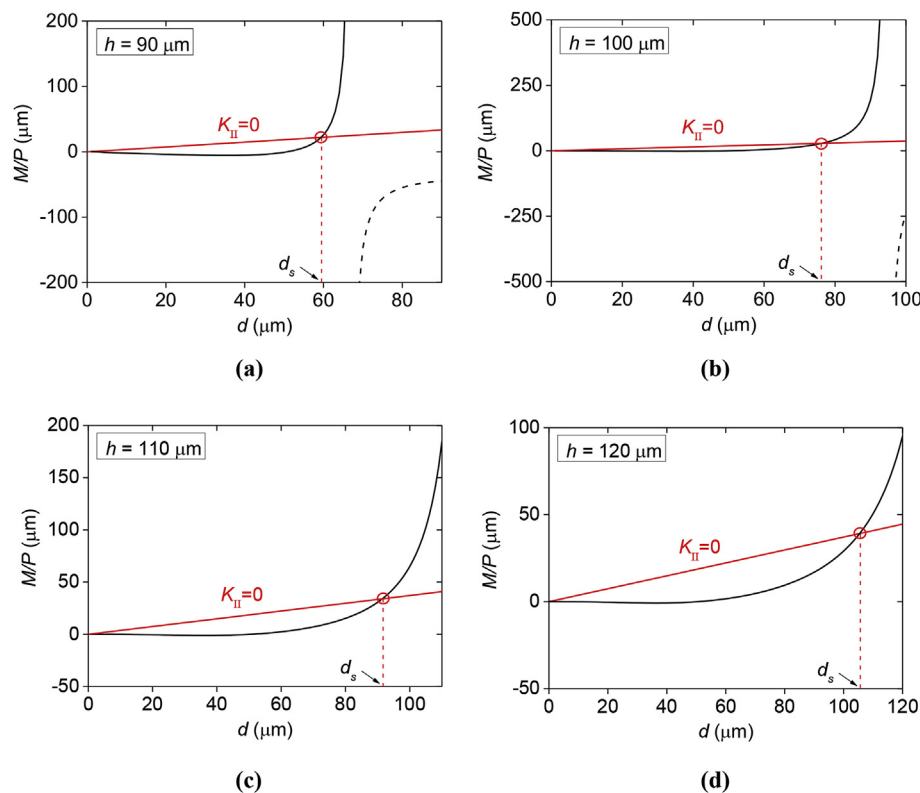 h = 90 μm
200
100
0
-100
-200
M/P (μm)
K_II=0
d_s
0 20 40 60 80
d (μm)
(a)
h = 100 μm
500
250
0
-250
-500
M/P (μm)
K_II=0
d_s
0 20 40 60 80 100
d (μm)
(b)
h = 110 μm
200
150
100
50
0
-50
M/P (μm)
K_II=0
d_s
0 20 40 60 80 100
d (μm)
(c)
h = 120 μm
100
50
0
-50
M/P (μm)
K_II=0
d_s
0 20 40 60 80 100 120
d (μm)
(d)